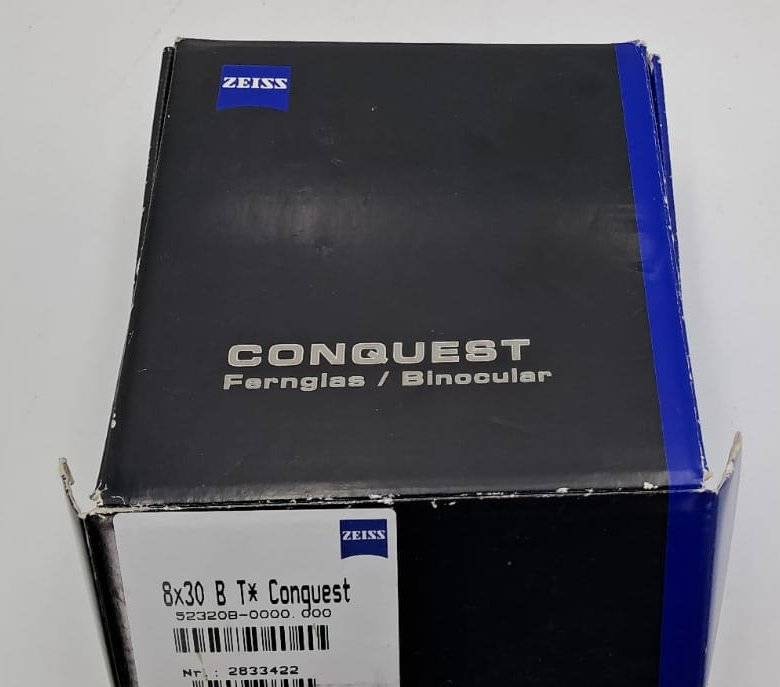 ZEISS
CONQUEST
Fernglas / Binocular
ZEISS
8x30 B T* Conquest
523208-0000.000
Nr.: 2833422